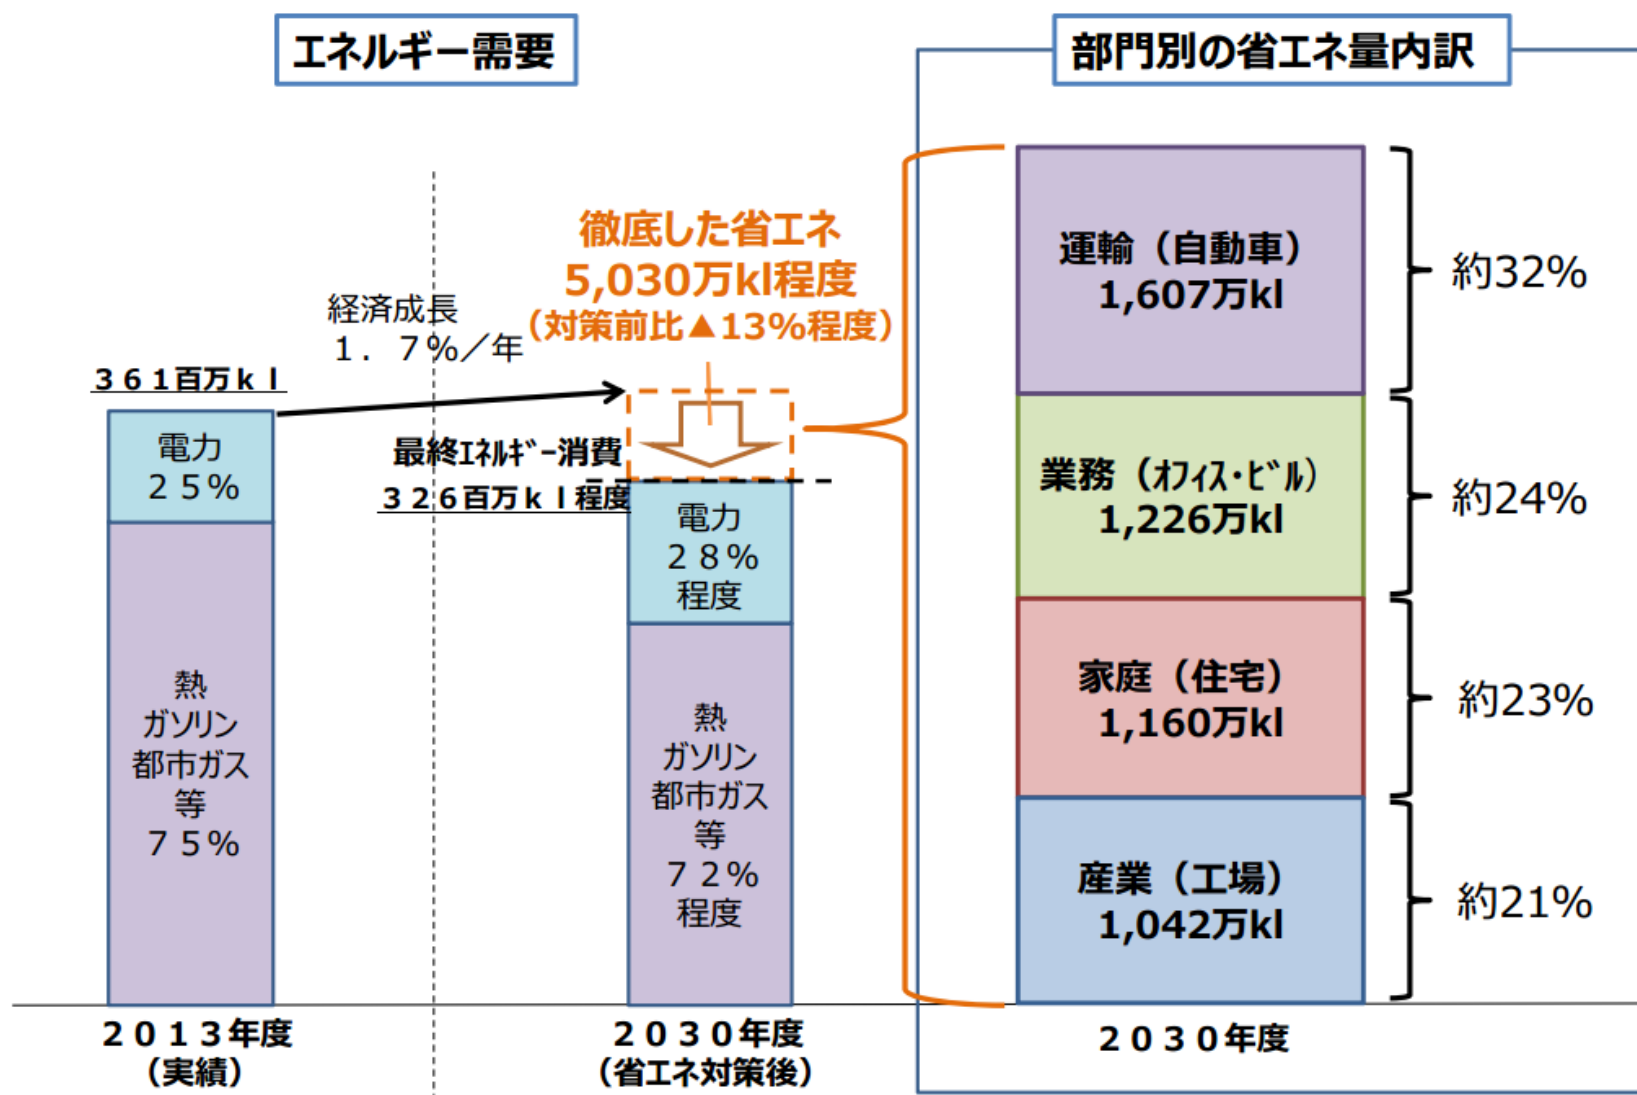 エネルギー需要
部門別の省エネ量内訳
徹底した省エネ
5,030万kl程度
（対策前比▲13%程度）
経済成長
１．７％／年
３６１百万ｋｌ
電力
２５％
熱
ガソリン
都市ガス
等
７５％
２０１３年度
（実績）
最終ｴﾈﾙｷﾞｰ消費
３２６百万ｋｌ程度
電力
２８％
程度
熱
ガソリン
都市ガス
等
７２％
程度
２０３０年度
（省エネ対策後）
運輸（自動車）
1,607万kl
約32%
業務（ｵﾌｨｽ・ﾋﾞﾙ）
1,226万kl
約24%
家庭（住宅）
1,160万kl
約23%
産業（工場）
1,042万kl
約21%
２０３０年度